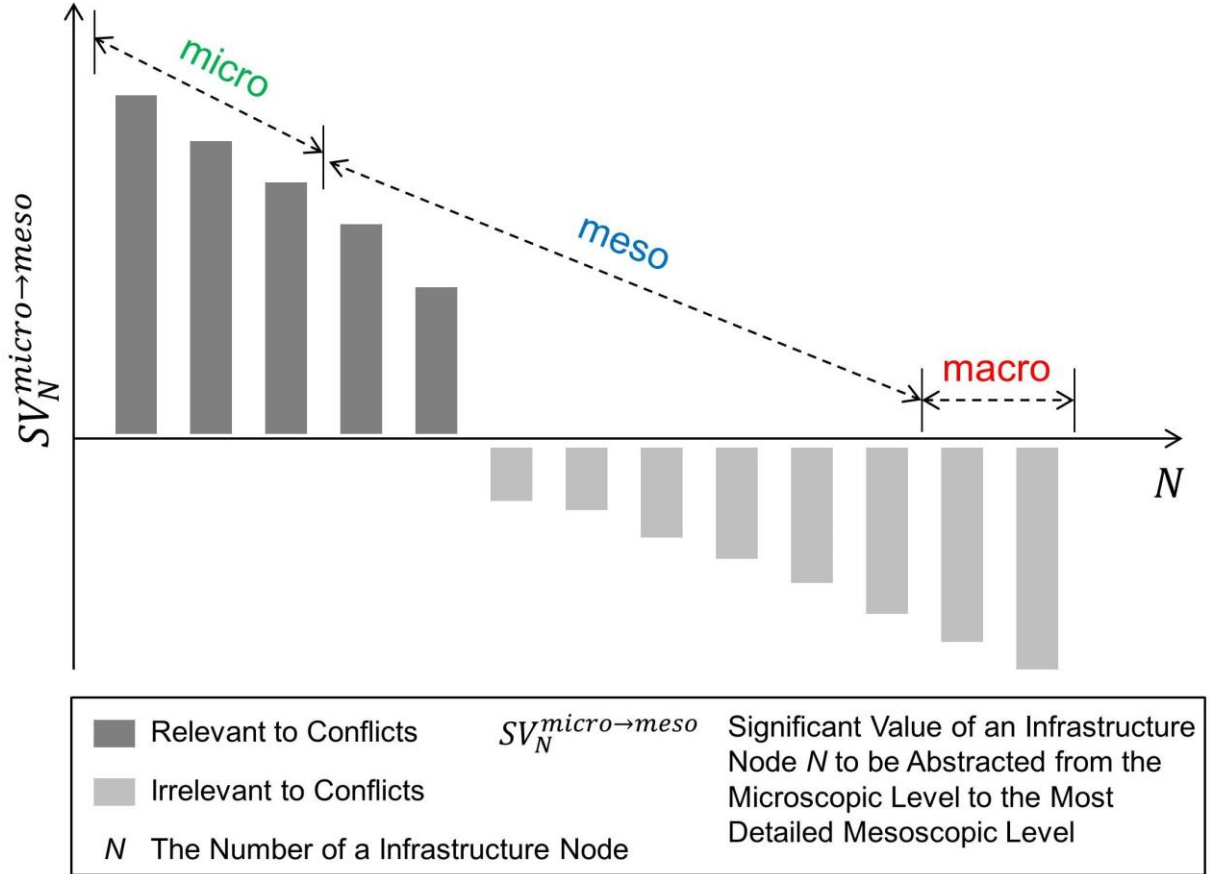 micro
meso
macro
$SV_N^{micro \rightarrow meso}$
N
Relevant to Conflicts
Irrelevant to Conflicts
N The Number of a Infrastructure Node
$SV_N^{micro \rightarrow meso}$
Significant Value of an Infrastructure
Node N to be Abstracted from the
Microscopic Level to the Most
Detailed Mesoscopic Level